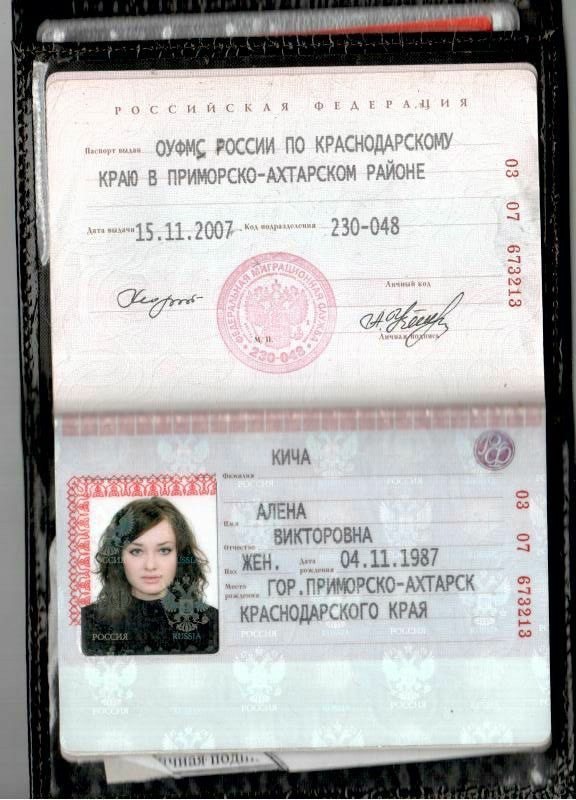 РОССИЙСКАЯ ФЕДЕРАЦИЯ
Паспорт выдан ОУФМС РОССИИ ПО КРАСНОДАРСКОМУ
КРАЮ В ПРИМОРСКО-АХТАРСКОМ РАЙОНЕ
Дата выдачи 15.11.2007 Код подразделения 230-048
03 07 673213
Личный код
ФЕДЕРАЛЬНАЯ МИГРАЦИОННАЯ СЛУЖБА
230-048
М. П.
Личная подпись
КИЧА
Фамилия
АЛЕНА
Имя
ВИКТОРОВНА
Отчество
Пол ЖЕН. Дата рождения 04.11.1987
Место рождения ГОР.ПРИМОРСКО-АХТАРСК
КРАСНОДАРСКОГО КРАЯ
03 07 673213
РОССИЯ RUSSIA